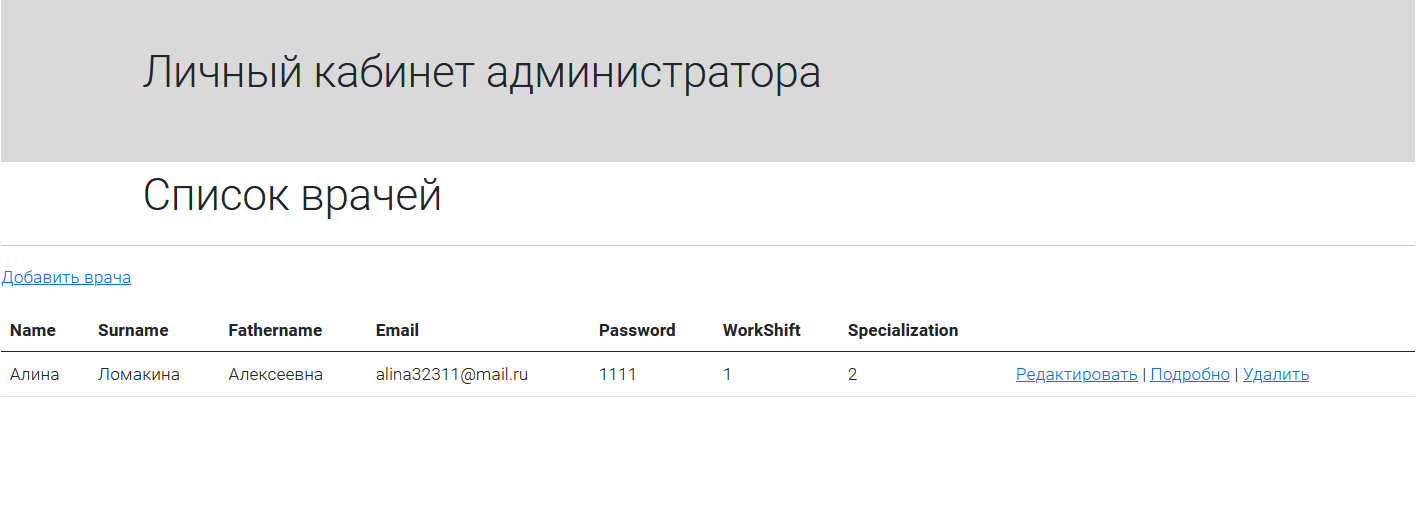 Личный кабинет администратора
Список врачей
Добавить врача
Name Surname Fathername Email Password WorkShift Specialization
Алина Ломакина Алексеевна alina32311@mail.ru 1111 1 2 Редактировать | Подробно | Удалить